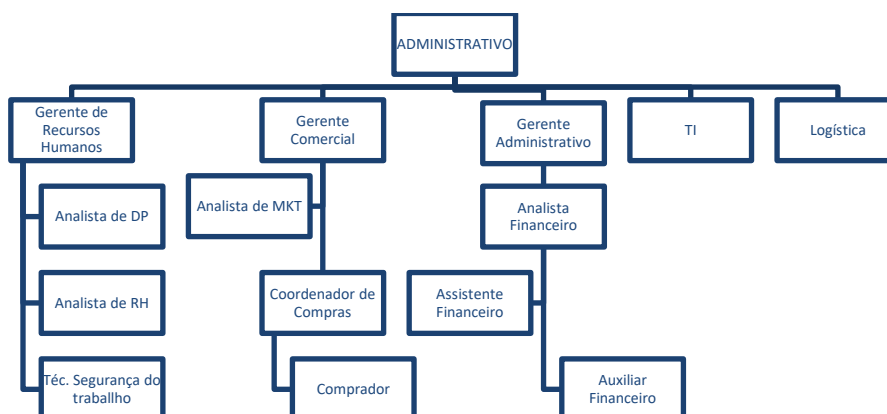 ADMINISTRATIVO
Gerente de
Recursos
Humanos
Gerente
Comercial
Gerente
Administrativo
TI
Logística
Analista de DP
Analista de MKT
Analista
Financeiro
Analista de RH
Coordenador de
Compras
Assistente
Financeiro
Téc. Segurança do
traballho
Comprador
Auxiliar
Financeiro